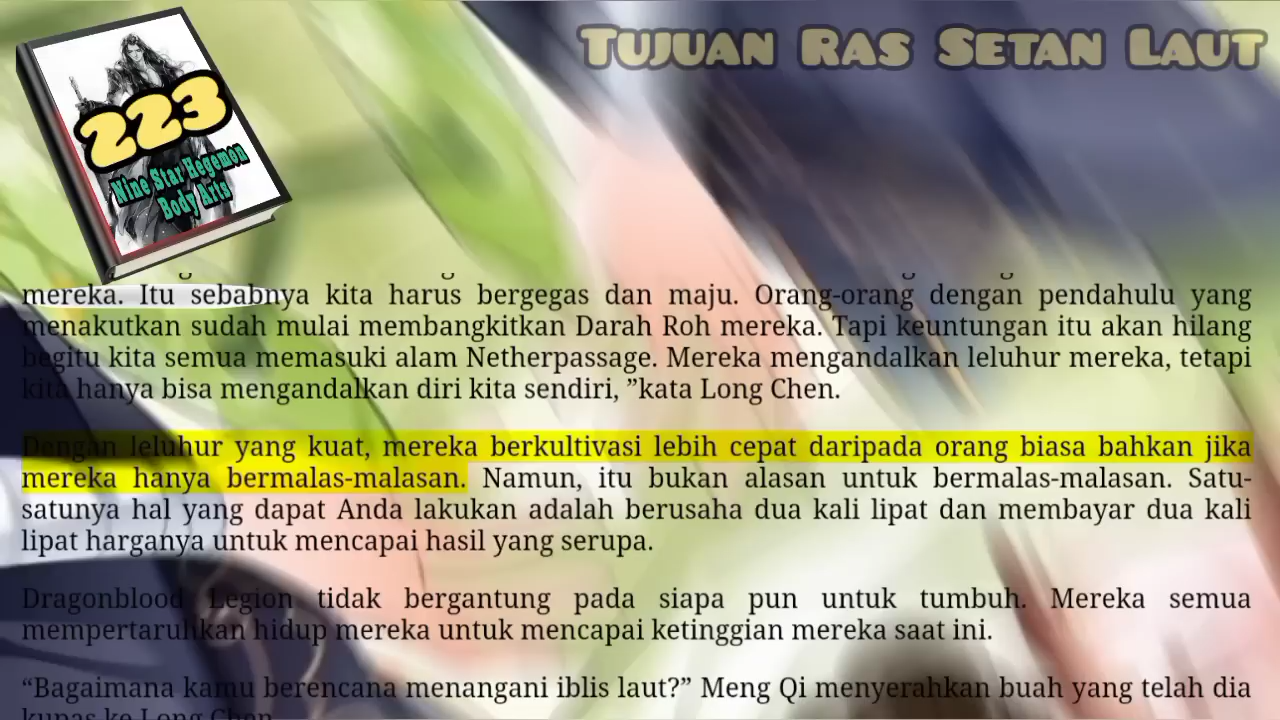 Tujuan Ras Setan Laut
223
Nine Star Hegemon
Body Arts
mereka. Itu sebabnya kita harus bergegas dan maju. Orang-orang dengan pendahulu yang
menakutkan sudah mulai membangkitkan Darah Roh mereka. Tapi keuntungan itu akan hilang
begitu kita semua memasuki alam Netherpassage. Mereka mengandalkan leluhur mereka, tetapi
kita hanya bisa mengandalkan diri kita sendiri, ”kata Long Chen.
Dengan leluhur yang kuat, mereka berkultivasi lebih cepat daripada orang biasa bahkan jika
mereka hanya bermalas-malasan. Namun, itu bukan alasan untuk bermalas-malasan. Satu-
satunya hal yang dapat Anda lakukan adalah berusaha dua kali lipat dan membayar dua kali
lipat harganya untuk mencapai hasil yang serupa.
Dragonblood Legion tidak bergantung pada siapa pun untuk tumbuh. Mereka semua
mempertaruhkan hidup mereka untuk mencapai ketinggian mereka saat ini.
“Bagaimana kamu berencana menangani iblis laut?” Meng Qi menyerahkan buah yang telah dia
kupas ke Long Chen.